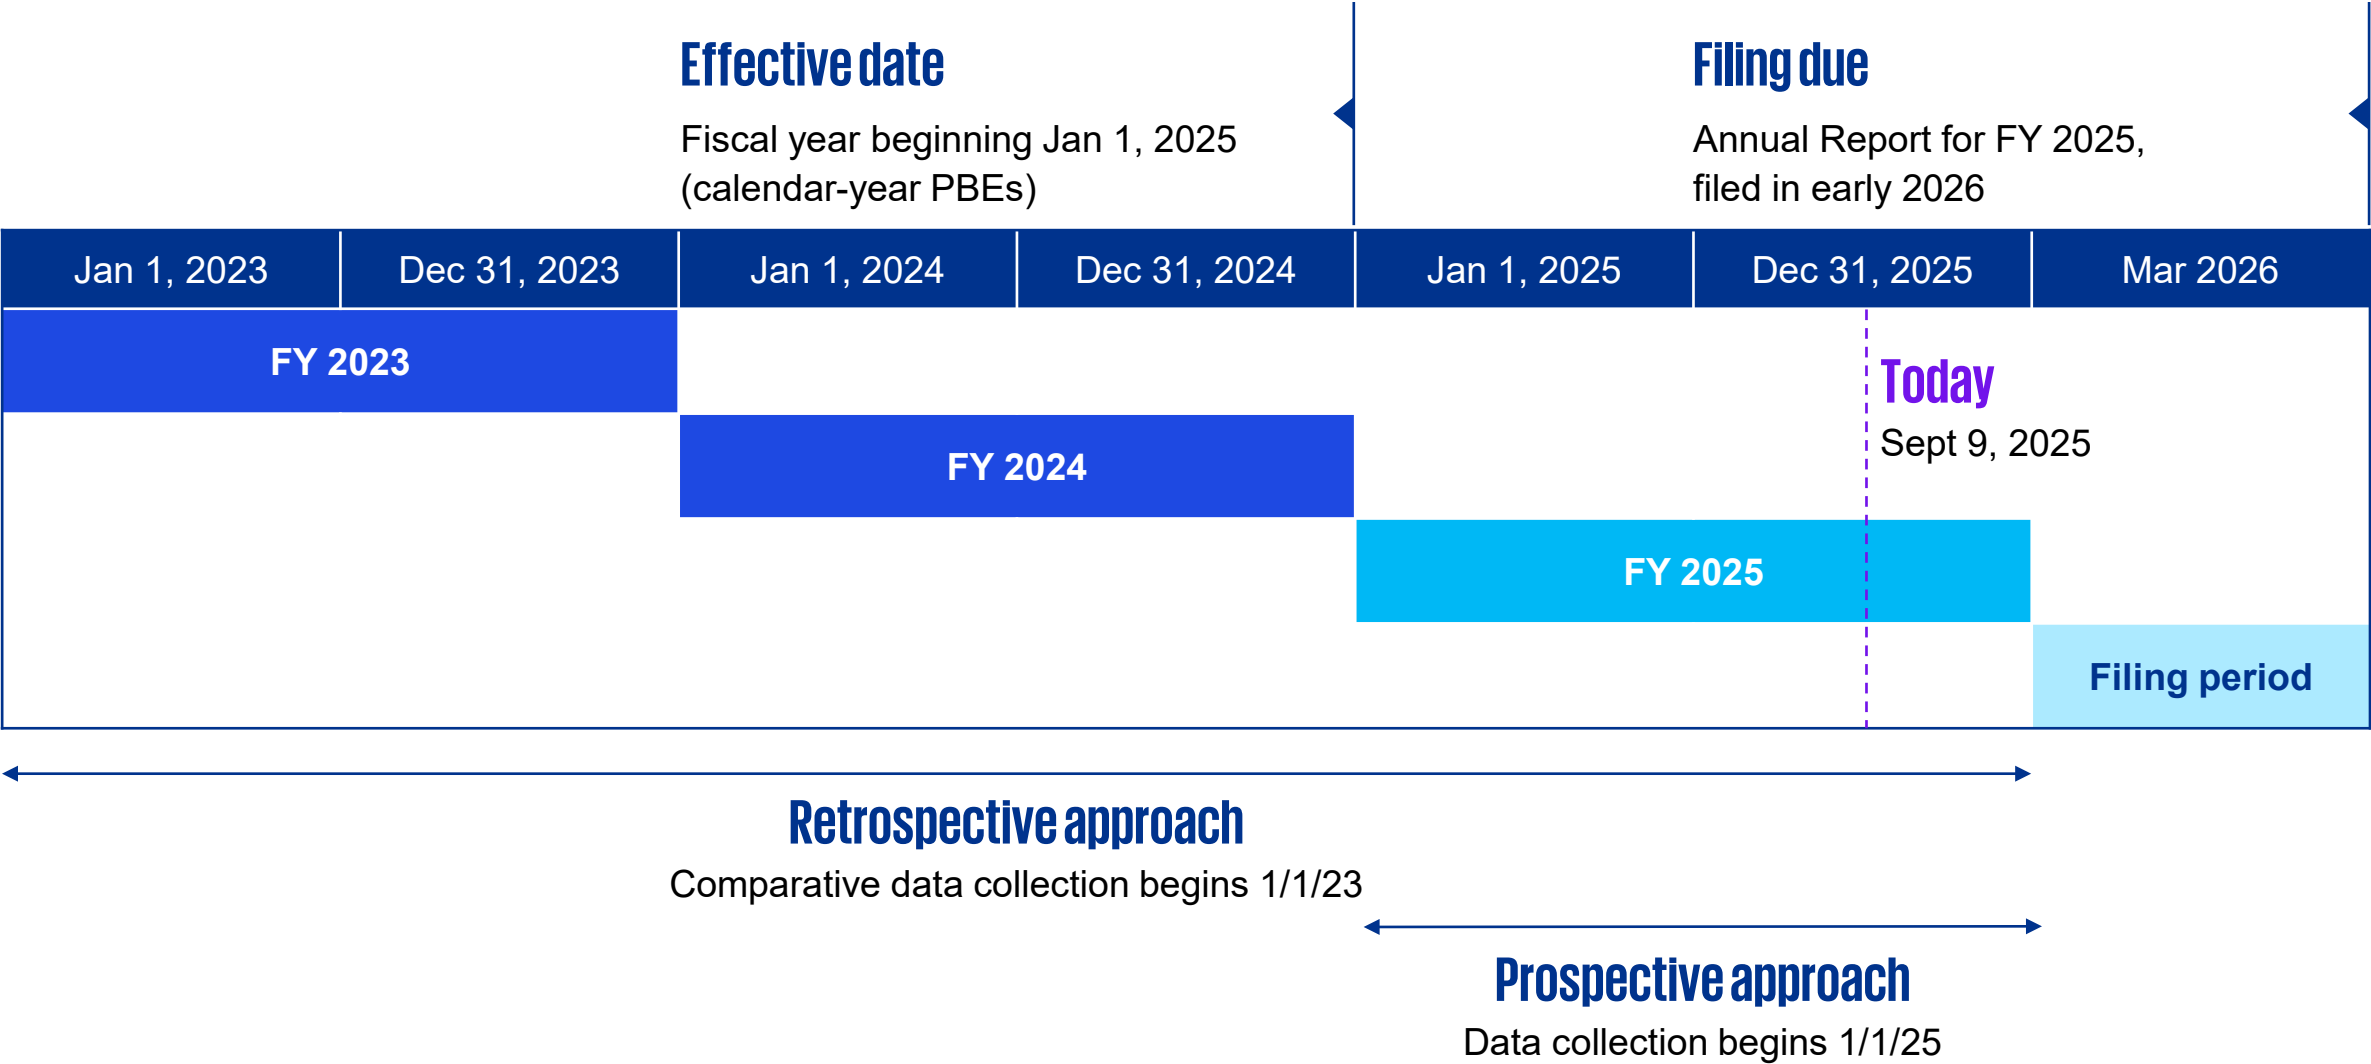 Effective date
Fiscal year beginning Jan 1, 2025
(calendar-year PBEs)
Filing due
Annual Report for FY 2025,
filed in early 2026
Jan 1, 2023
Dec 31, 2023
Jan 1, 2024
Dec 31, 2024
Jan 1, 2025
Dec 31, 2025
Mar 2026
FY 2023
Today
Sept 9, 2025
FY 2024
FY 2025
Filing period
Retrospective approach
Comparative data collection begins 1/1/23
Prospective approach
Data collection begins 1/1/25